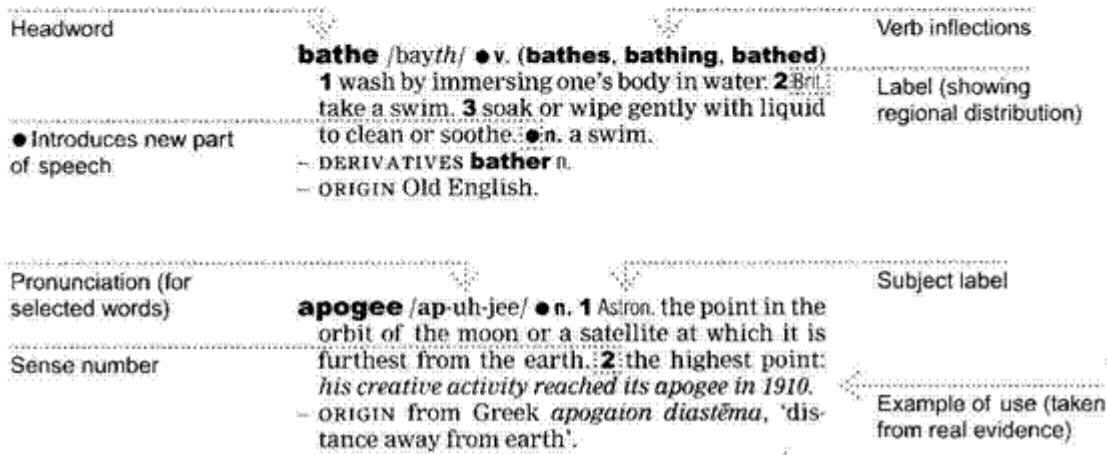 Headword
Verb inflections
bathe /bayth/ ● v. (bathes, bathing, bathed)
1 wash by immersing one's body in water. 2 Brit.
take a swim. 3 soak or wipe gently with liquid
to clean or soothe. ● n. a swim.
– DERIVATIVES bather n.
– ORIGIN Old English.
Label (showing
regional distribution)
● Introduces new part
of speech
Pronunciation (for
selected words)
Subject label
apogee /ap-uh-jee/ ● n. 1 Astron. the point in the
orbit of the moon or a satellite at which it is
furthest from the earth. 2 the highest point:
his creative activity reached its apogee in 1910.
– ORIGIN from Greek apogaion diastēma, 'dis-
tance away from earth'.
Sense number
Example of use (taken
from real evidence)